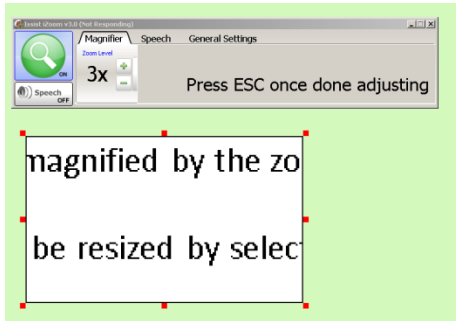 iZoom v3.0 (Not Responding)
Magnifier Speech General Settings
Zoom Level
ON
3x
Press ESC once done adjusting
Speech
OFF
magnified by the zo
be resized by selec